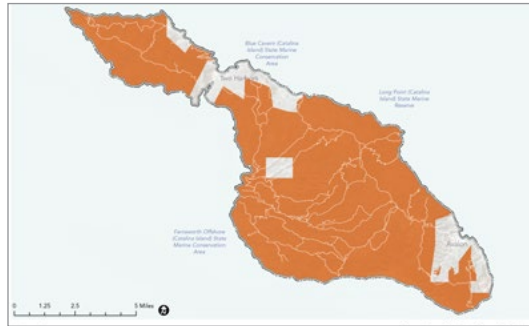 Blue Cavern (Catalina
Island) State Marine
Conservation
Area
Two Harbors
Long Point (Catalina
Island) State Marine
Reserve
Farnsworth Offshore
(Catalina Island) State
Marine Conservation
Area
Avalon
0 1.25 2.5 5 Miles